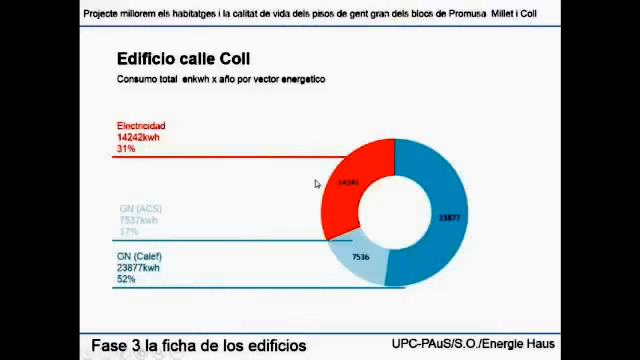 Projecte millorem els habitatges i la calitat de vida dels pisos de gent gran dels blocs de Promusa Millet i Coll
Edificio calle Coll
Consumo total enkwh x año por vector energetico
Electricidad
14242kwh
31%
GN (ACS)
7537kwh
17%
GN (Calef)
23877kwh
52%
23877
7536
Fase 3 la ficha de los edificios
UPC-PAuS/S.O./Energie Haus